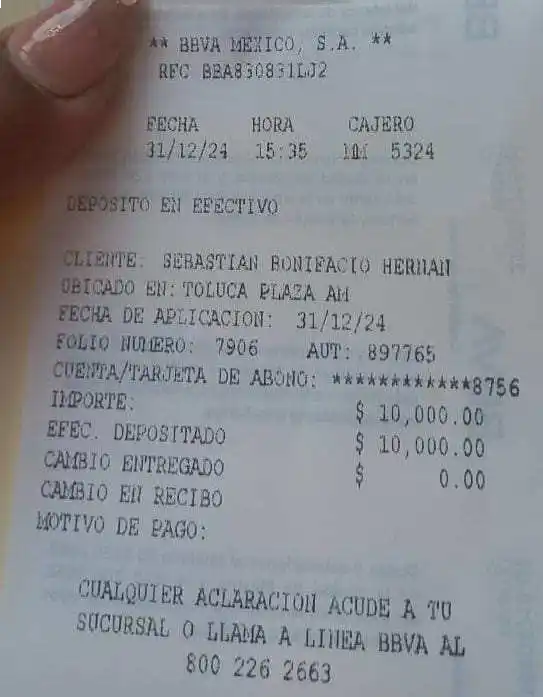 ** BBVA MEXICO, S.A. **
RFC BBA830831LJ2
FECHA HORA CAJERO
31/12/24 15:35 MM 5324
DEPOSITO EN EFECTIVO
CLIENTE: SEBASTIAN BONIFACIO HERNAN
UBICADO EN: TOLUCA PLAZA AM
FECHA DE APLICACION: 31/12/24
FOLIO NUMERO: 7906 AUT: 897765
CUENTA/TARJETA DE ABONO: ************8756
IMPORTE: $ 10,000.00
EFEC. DEPOSITADO $ 10,000.00
CAMBIO ENTREGADO $ 0.00
CAMBIO EN RECIBO
MOTIVO DE PAGO:
CUALQUIER ACLARACION ACUDE A TU
SUCURSAL O LLAMA A LINEA BBVA AL
800 226 2663